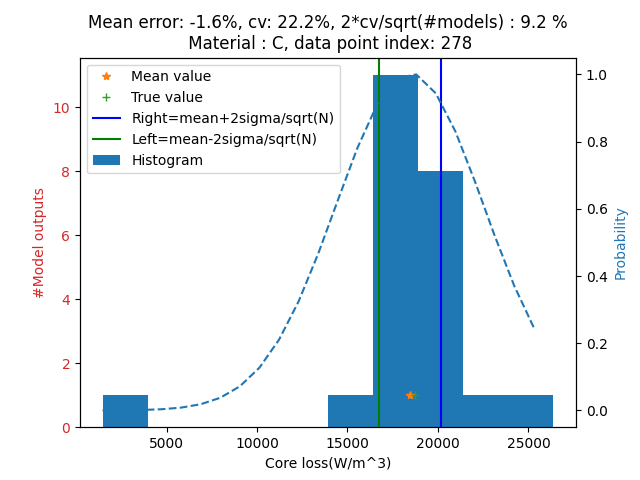 Mean error: -1.6%, cv: 22.2%, 2*cv/sqrt(#models) : 9.2 %
Material : C, data point index: 278
Mean value
True value
Right=mean+2sigma/sqrt(N)
Left=mean-2sigma/sqrt(N)
Histogram
#Model outputs
0
2
4
6
8
10
Probability
0.0
0.2
0.4
0.6
0.8
1.0
5000 10000 15000 20000 25000
Core loss(W/m^3)